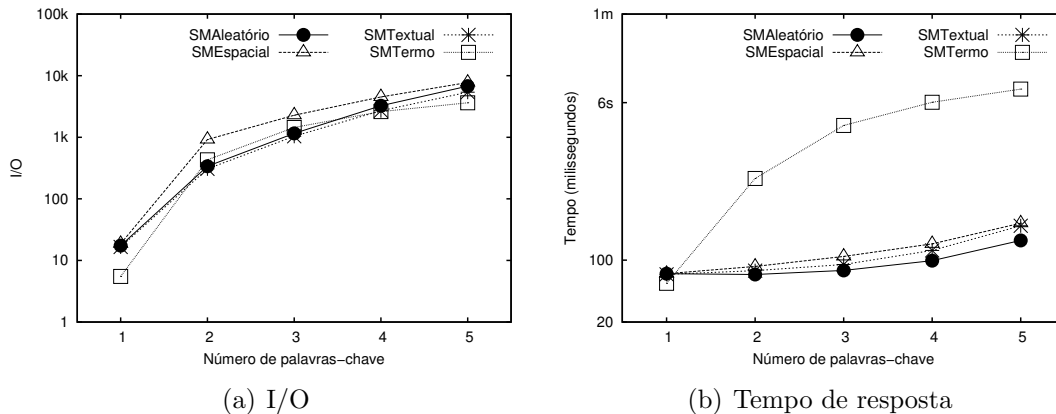 100k
10k
1k
100
10
1
I/O
SMAleatório
SMEspacial
SMTextual
SMTermo
1 2 3 4 5
Número de palavras-chave
(a) I/O
1m
6s
100
20
Tempo (milissegundos)
SMAleatório
SMEspacial
SMTextual
SMTermo
1 2 3 4 5
Número de palavras-chave
(b) Tempo de resposta